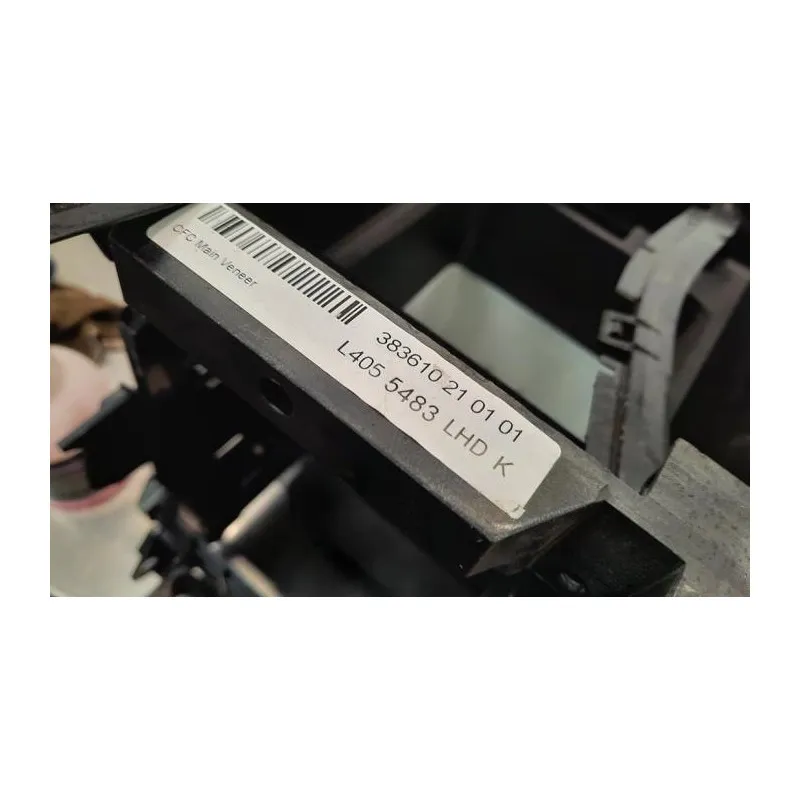 CFC Main Veneer
383610 21 01 01
L405 5483 LHD K